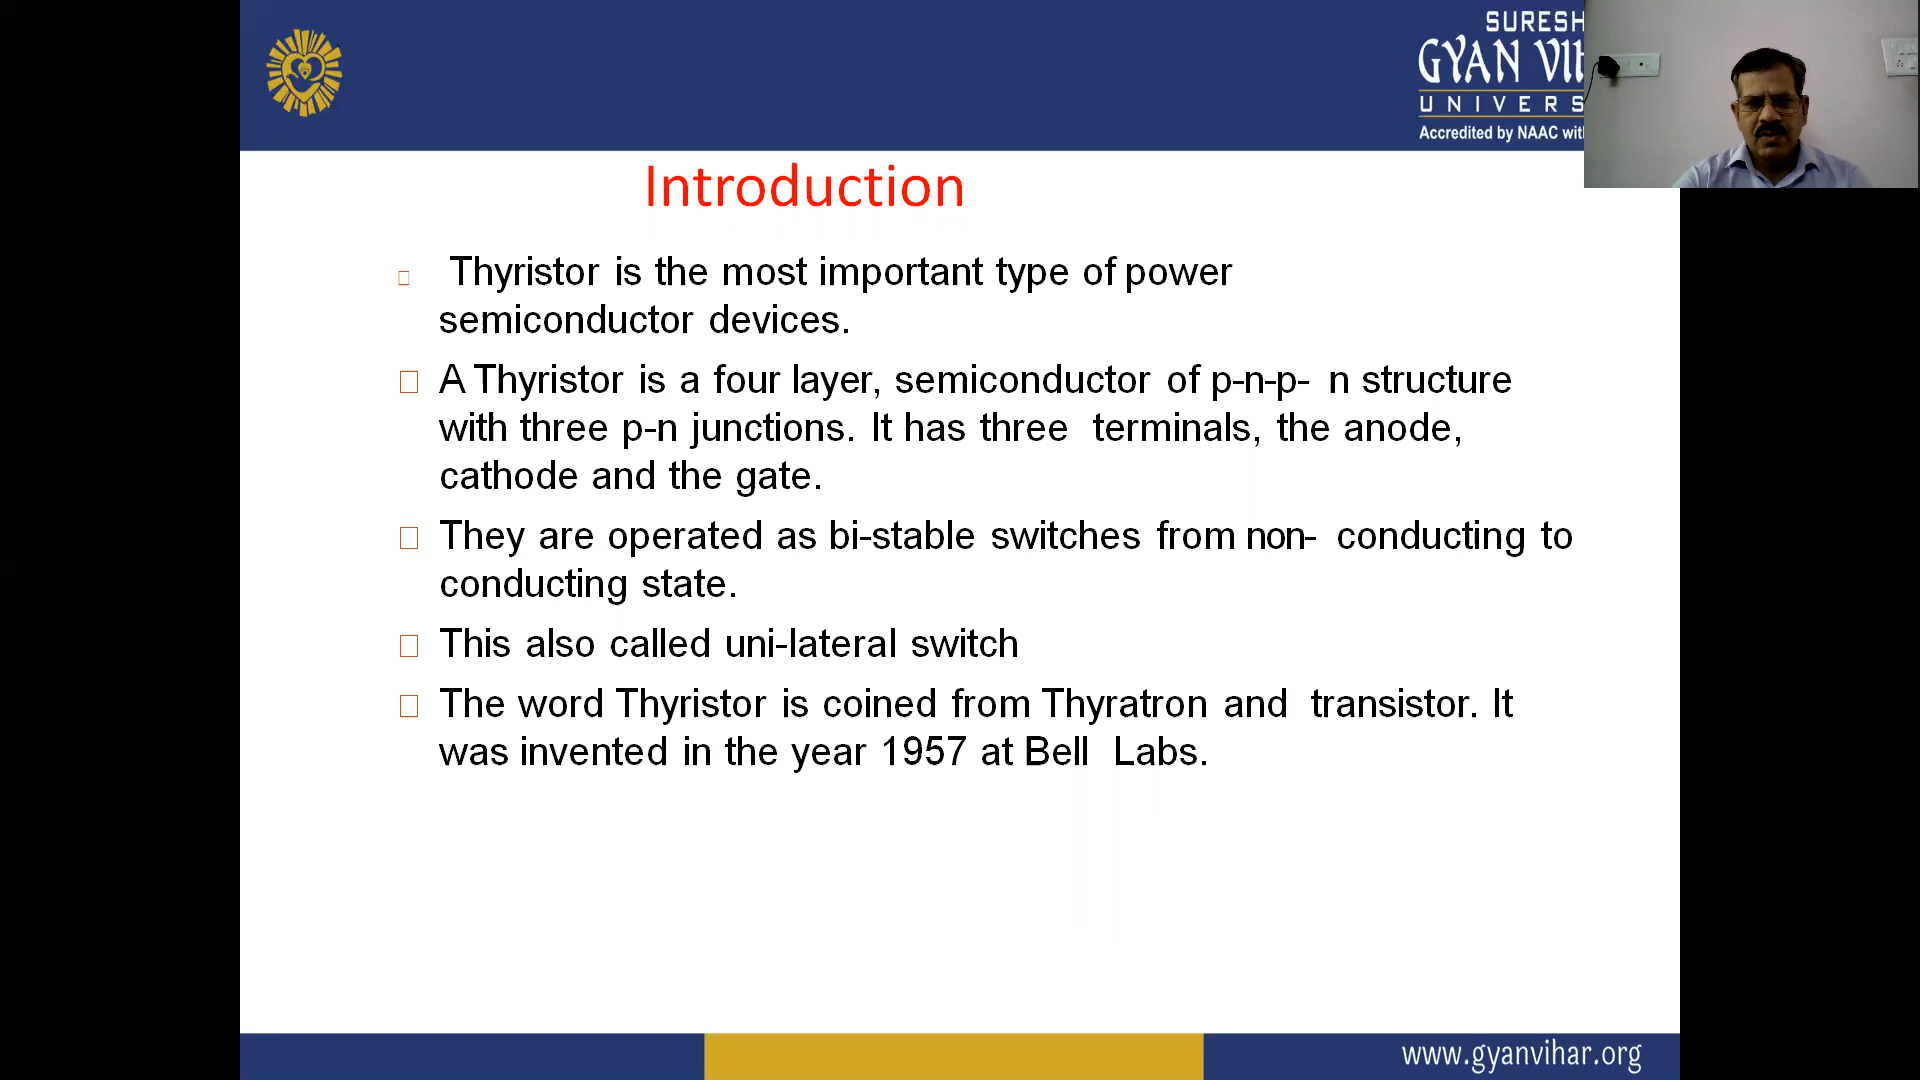 SURESH
GYAN VIH
UNIVERS
Accredited by NAAC with
Introduction
Thyristor is the most important type of power
semiconductor devices.
A Thyristor is a four layer, semiconductor of p-n-p- n structure
with three p-n junctions. It has three terminals, the anode,
cathode and the gate.
They are operated as bi-stable switches from non- conducting to
conducting state.
This also called uni-lateral switch
The word Thyristor is coined from Thyratron and transistor. It
was invented in the year 1957 at Bell Labs.
www.gyanvihar.org